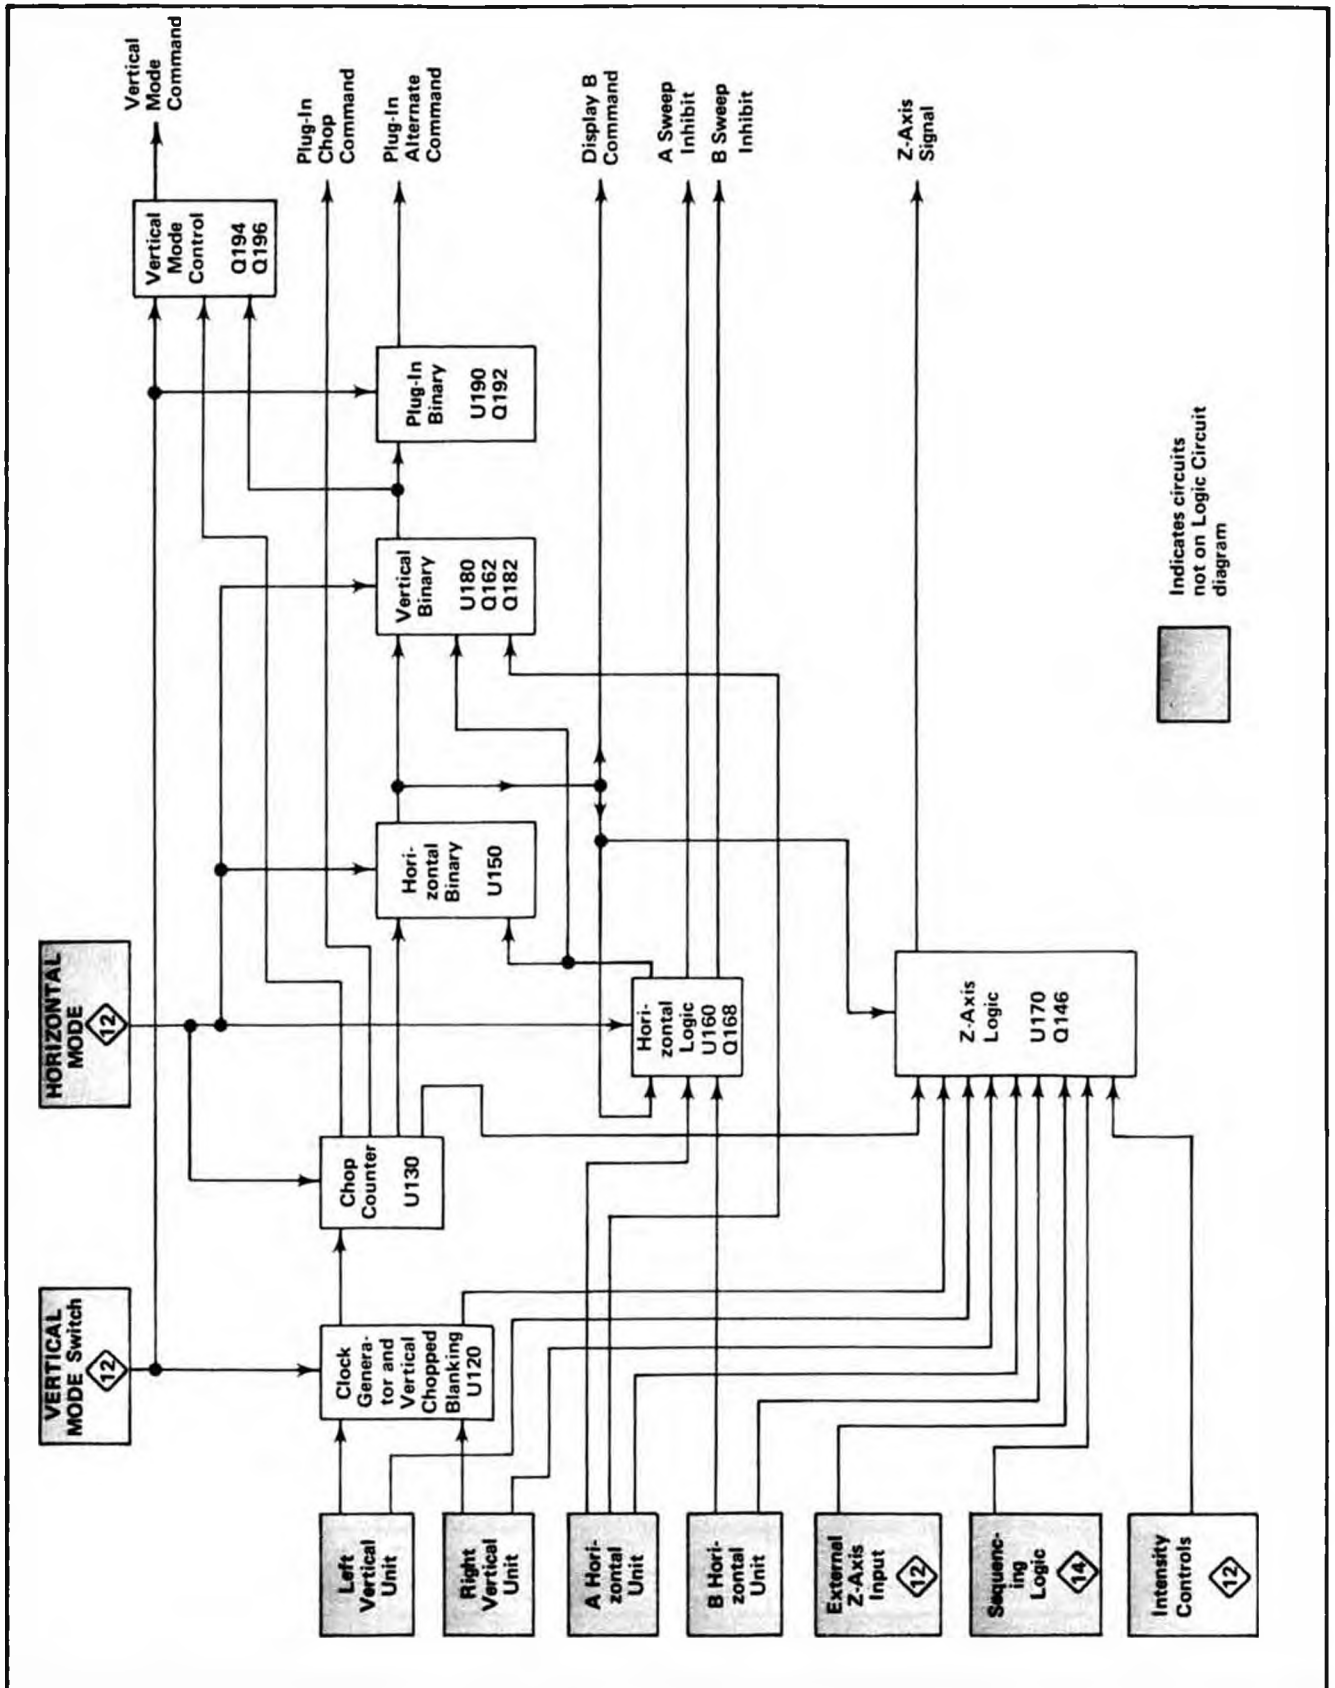 VERTICAL
MODE Switch
12
HORIZONTAL
MODE
12
Vertical
Mode
Command
Vertical
Mode
Control
Q194
Q196
Plug-In
Chop
Command
Plug-In
Alternate
Command
Display B
Command
A Sweep
Inhibit
B Sweep
Inhibit
Z-Axis
Signal
Plug-In
Binary
U190
Q192
Vertical
Binary
U180
Q162
Q182
Hori-
zontal
Binary
U150
Chop
Counter
U130
Clock
Genera-
tor and
Vertical
Chopped
Blanking
U120
Hori-
zontal
Logic
U160
Q168
Z-Axis
Logic
U170
Q146
Left
Vertical
Unit
Right
Vertical
Unit
A Hori-
zontal
Unit
B Hori-
zontal
Unit
External
Z-Axis
Input
12
Sequenc-
ing
Logic
14
Intensity
Controls
12
Indicates circuits
not on Logic Circuit
diagram